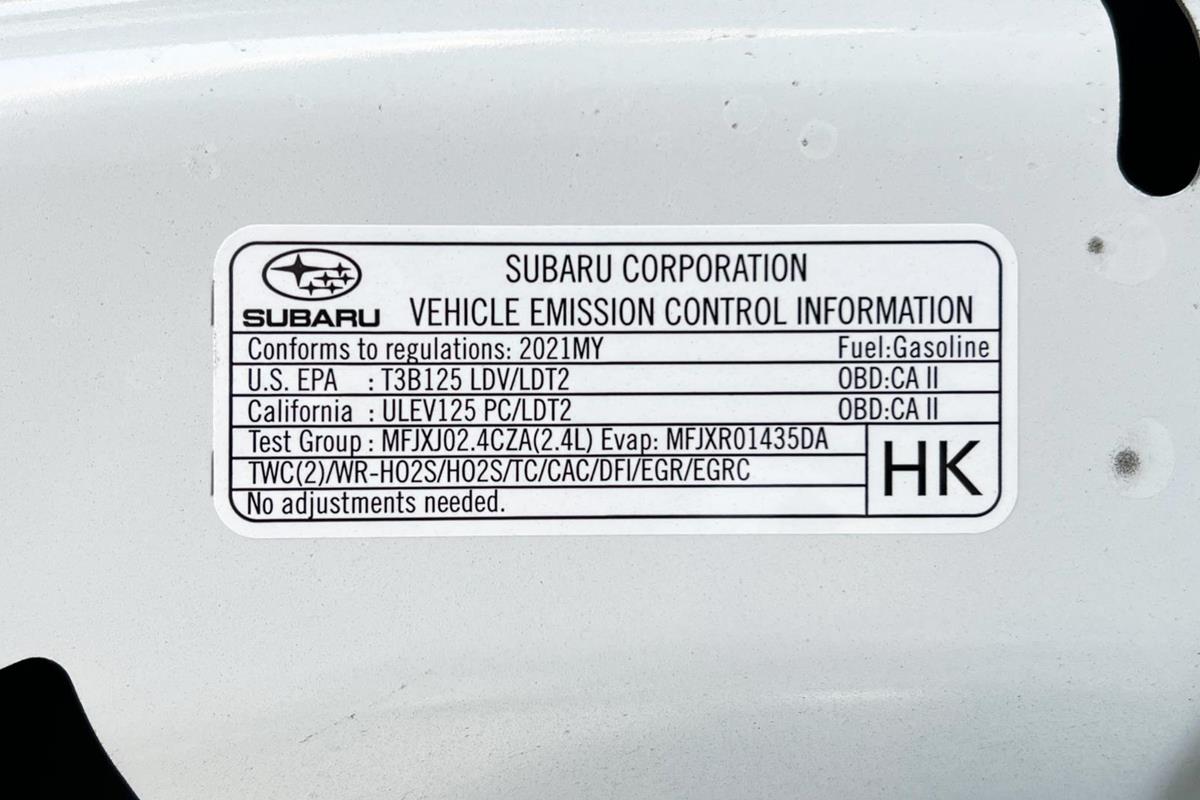 SUBARU CORPORATION
SUBARU VEHICLE EMISSION CONTROL INFORMATION
Conforms to regulations: 2021MY Fuel:Gasoline
U.S. EPA : T3B125 LDV/LDT2 OBD:CA II
California : ULEV125 PC/LDT2 OBD:CA II
Test Group : MFJXJ02.4CZA(2.4L) Evap: MFJXR01435DA
HK
TWC(2)/WR-HO2S/HO2S/TC/CAC/DFI/EGR/EGRC
No adjustments needed.